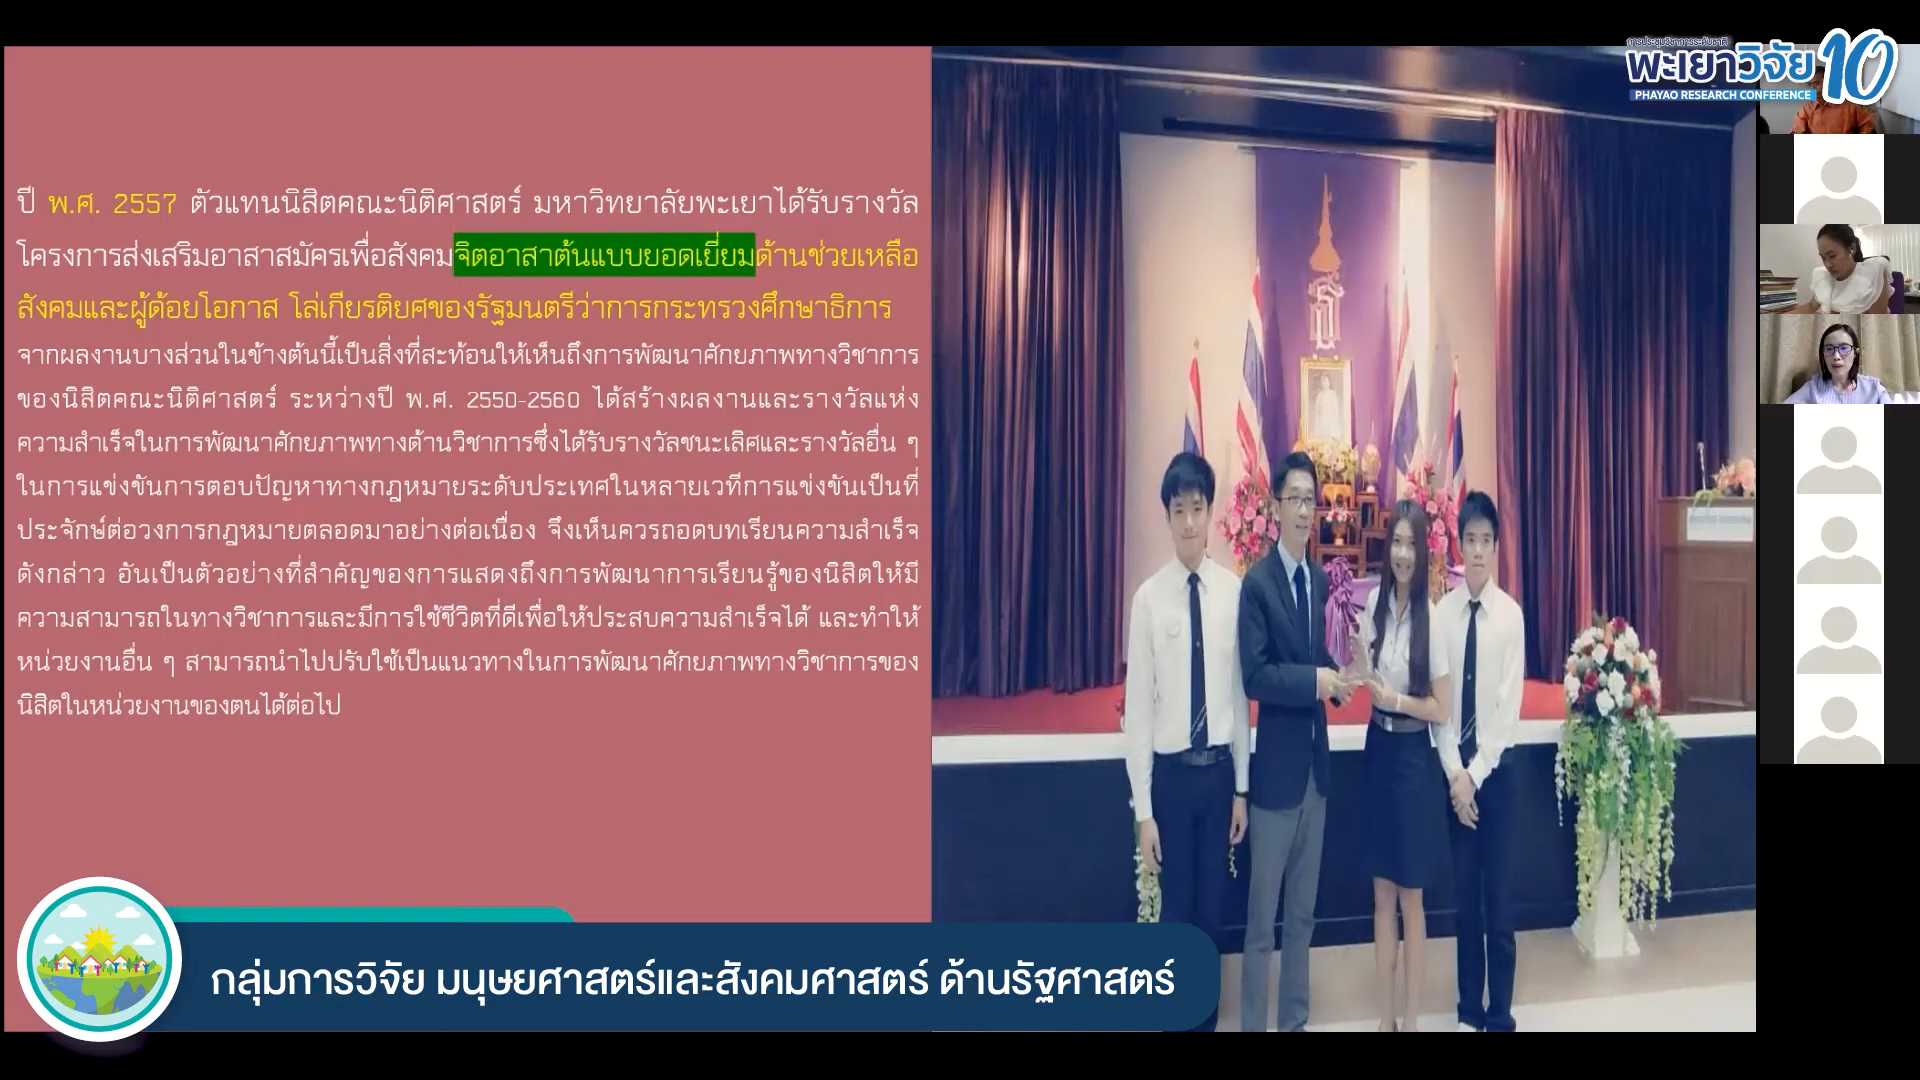 การประชุมวิชาการระดับชาติ
พะเยาวิจัย 10
PHAYAO RESEARCH CONFERENCE
ปี พ.ศ. 2557 ตัวแทนนิสิตคณะนิติศาสตร์ มหาวิทยาลัยพะเยาได้รับรางวัล
โครงการส่งเสริมอาสาสมัครเพื่อสังคมจิตอาสาต้นแบบยอดเยี่ยมด้านช่วยเหลือ
สังคมและผู้ด้อยโอกาส โล่เกียรติยศของรัฐมนตรีว่าการกระทรวงศึกษาธิการ
จากผลงานบางส่วนในข้างต้นนี้เป็นสิ่งที่สะท้อนให้เห็นถึงการพัฒนาศักยภาพทางวิชาการ
ของนิสิตคณะนิติศาสตร์ ระหว่างปี พ.ศ. 2550-2560 ได้สร้างผลงานและรางวัลแห่ง
ความสำเร็จในการพัฒนาศักยภาพทางด้านวิชาการซึ่งได้รับรางวัลชนะเลิศและรางวัลอื่น ๆ
ในการแข่งขันการตอบปัญหาทางกฎหมายระดับประเทศในหลายเวทีการแข่งขันเป็นที่
ประจักษ์ต่อวงการกฎหมายตลอดมาอย่างต่อเนื่อง จึงเห็นควรถอดบทเรียนความสำเร็จ
ดังกล่าว อันเป็นตัวอย่างที่สำคัญของการแสดงถึงการพัฒนาการเรียนรู้ของนิสิตให้มี
ความสามารถในทางวิชาการและมีการใช้ชีวิตที่ดีเพื่อให้ประสบความสำเร็จได้ และทำให้
หน่วยงานอื่น ๆ สามารถนำไปปรับใช้เป็นแนวทางในการพัฒนาศักยภาพทางวิชาการของ
นิสิตในหน่วยงานของตนได้ต่อไป
กลุ่มการวิจัย มนุษยศาสตร์และสังคมศาสตร์ ด้านรัฐศาสตร์